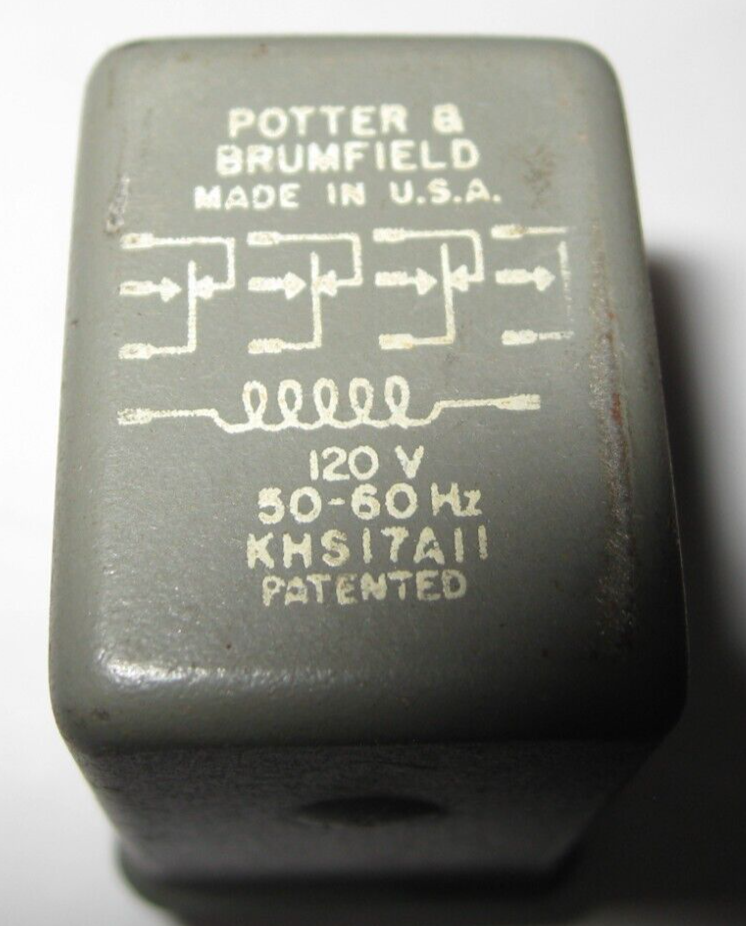 POTTER &
BRUMFIELD
MADE IN U.S.A.
120 V
50-60 Hz
KHS17A11
PATENTED